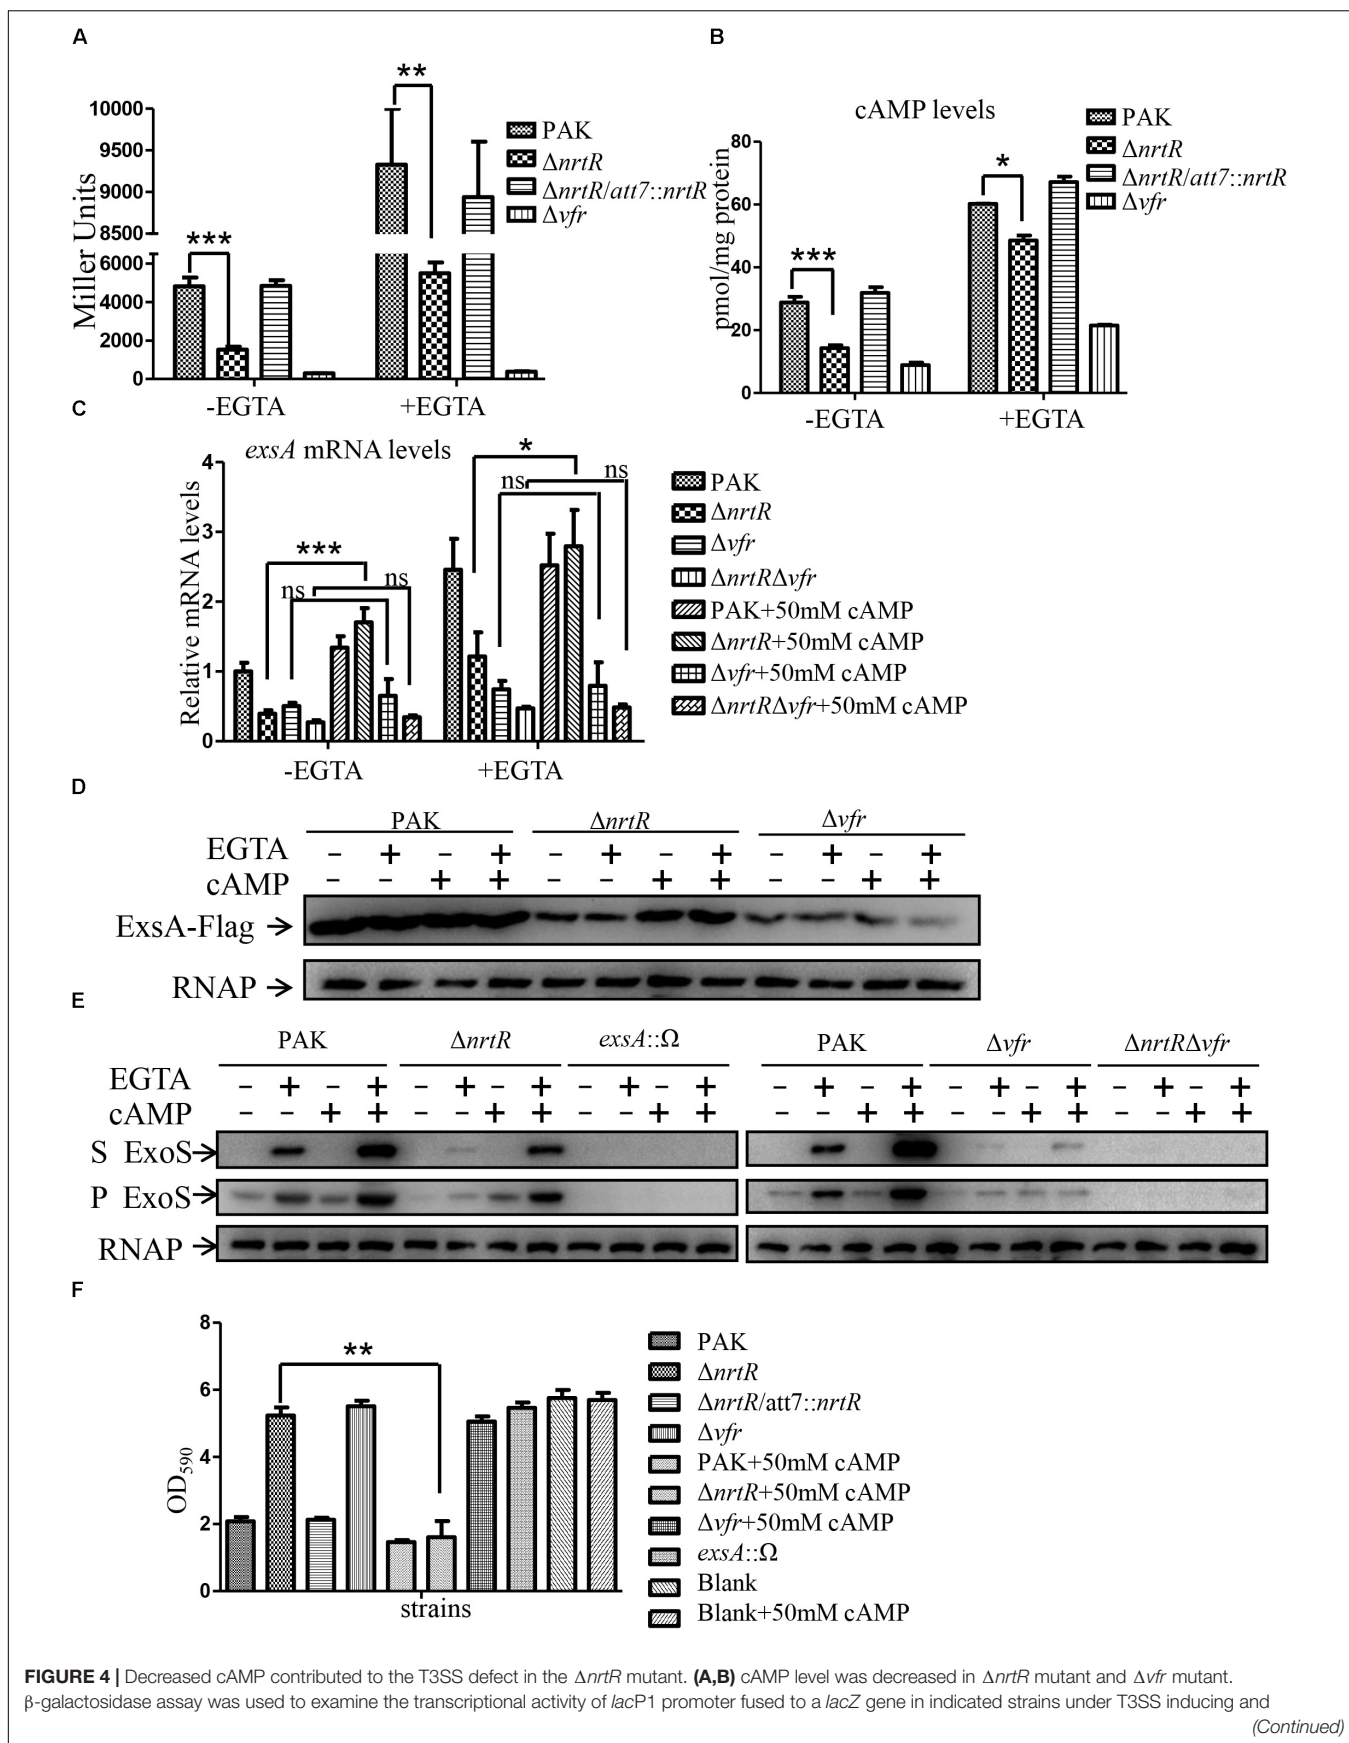 A
10000
9500
9000
8500
6000
4000
2000
0
Miller Units
***
**
-EGTA
+EGTA
PAK
ΔnrtR
ΔnrtR/att7::nrtR
Δvfr
B
cAMP levels
80
60
40
20
0
pmol/mg protein
***
*
-EGTA
+EGTA
PAK
ΔnrtR
ΔnrtR/att7::nrtR
Δvfr
C
exsA mRNA levels
4
3
2
1
0
Relative mRNA levels
***
ns
ns
*
ns
ns
-EGTA
+EGTA
PAK
ΔnrtR
Δvfr
ΔnrtRΔvfr
PAK+50mM cAMP
ΔnrtR+50mM cAMP
Δvfr+50mM cAMP
ΔnrtRΔvfr+50mM cAMP
D
PAK ΔnrtR Δvfr
EGTA − + − + − + − + − + − +
cAMP − − + + − − + + − − + +
ExsA-Flag →
RNAP →
E
PAK ΔnrtR exsA::Ω PAK Δvfr ΔnrtRΔvfr
EGTA − + − + − + − + − + − + − + − + − + − + − + − +
cAMP − − + + − − + + − − + + − − + + − − + + − − + +
S ExoS→
P ExoS→
RNAP →
F
8
6
4
2
0
OD590
**
strains
PAK
ΔnrtR
ΔnrtR/att7::nrtR
Δvfr
PAK+50mM cAMP
ΔnrtR+50mM cAMP
Δvfr+50mM cAMP
exsA::Ω
Blank
Blank+50mM cAMP
FIGURE 4 | Decreased cAMP contributed to the T3SS defect in the ΔnrtR mutant. (A,B) cAMP level was decreased in ΔnrtR mutant and Δvfr mutant.
β-galactosidase assay was used to examine the transcriptional activity of lacP1 promoter fused to a lacZ gene in indicated strains under T3SS inducing and
(Continued)